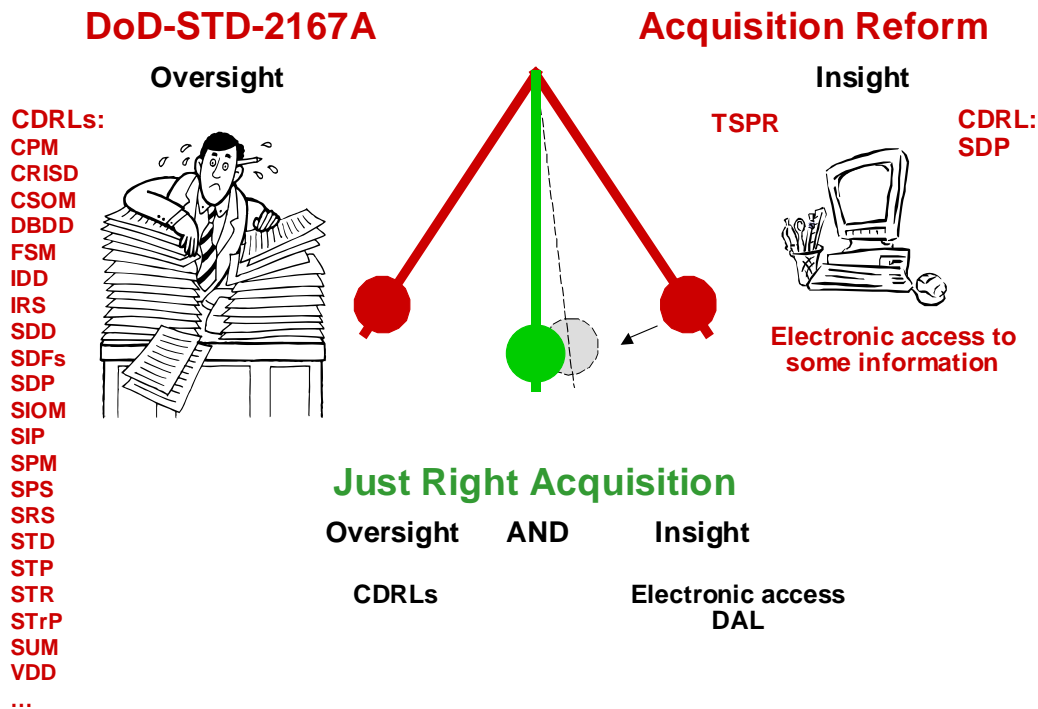 DoD-STD-2167A
Oversight
CDRLs:
CPM
CRISD
CSOM
DBDD
FSM
IDD
IRS
SDD
SDFs
SDP
SIOM
SIP
SPM
SPS
SRS
STD
STP
STR
STrP
SUM
VDD
...
Acquisition Reform
Insight
TSPR
CDRL:
SDP
Electronic access to
some information
Just Right Acquisition
Oversight AND Insight
CDRLs
Electronic access
DAL